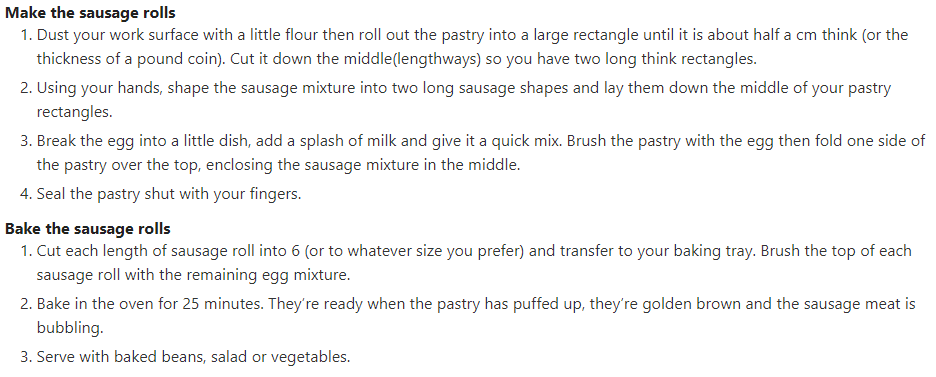 Make the sausage rolls
1. Dust your work surface with a little flour then roll out the pastry into a large rectangle until it is about half a cm think (or the
thickness of a pound coin). Cut it down the middle(lengthways) so you have two long think rectangles.
2. Using your hands, shape the sausage mixture into two long sausage shapes and lay them down the middle of your pastry
rectangles.
3. Break the egg into a little dish, add a splash of milk and give it a quick mix. Brush the pastry with the egg then fold one side of
the pastry over the top, enclosing the sausage mixture in the middle.
4. Seal the pastry shut with your fingers.
Bake the sausage rolls
1. Cut each length of sausage roll into 6 (or to whatever size you prefer) and transfer to your baking tray. Brush the top of each
sausage roll with the remaining egg mixture.
2. Bake in the oven for 25 minutes. They’re ready when the pastry has puffed up, they’re golden brown and the sausage meat is
bubbling.
3. Serve with baked beans, salad or vegetables.